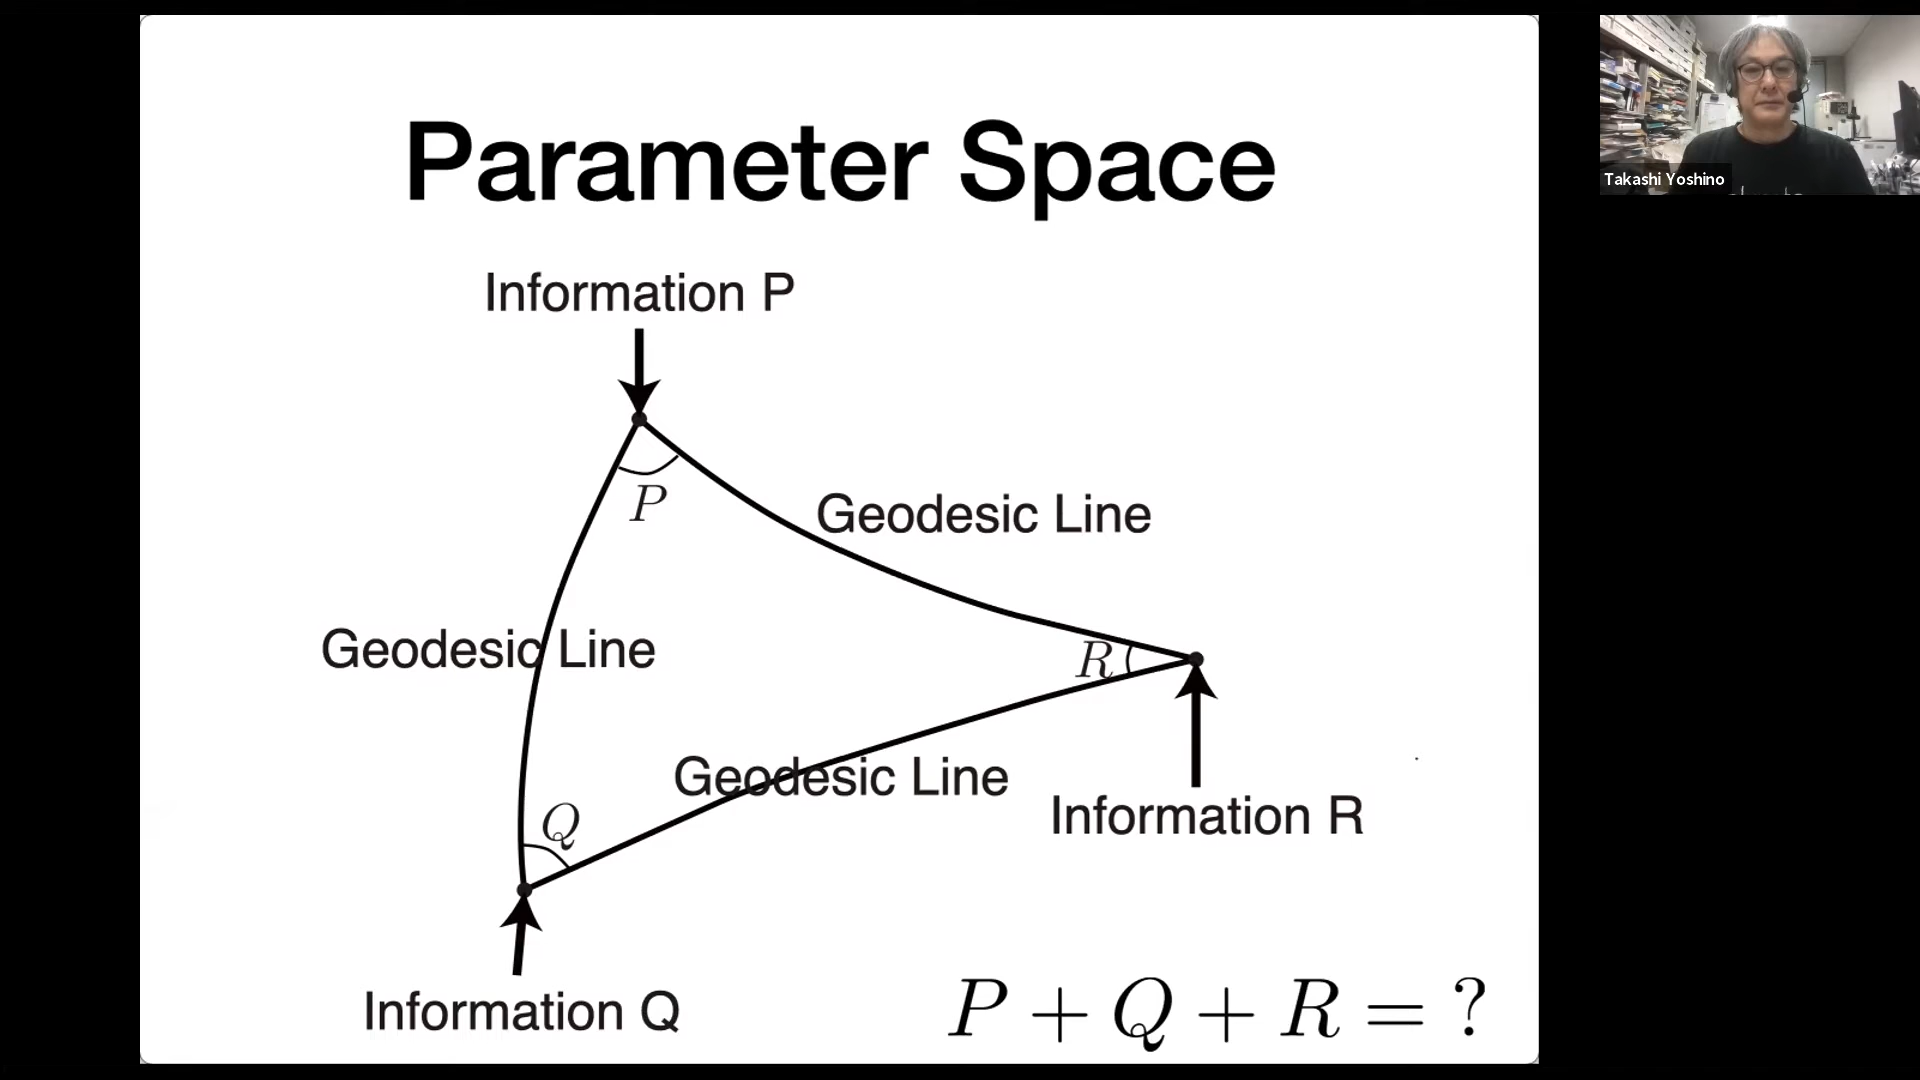 Parameter Space
Takashi Yoshino
Information P
P
Geodesic Line
Geodesic Line
R
Geodesic Line
Information R
Q
Information Q
P + Q + R = ?